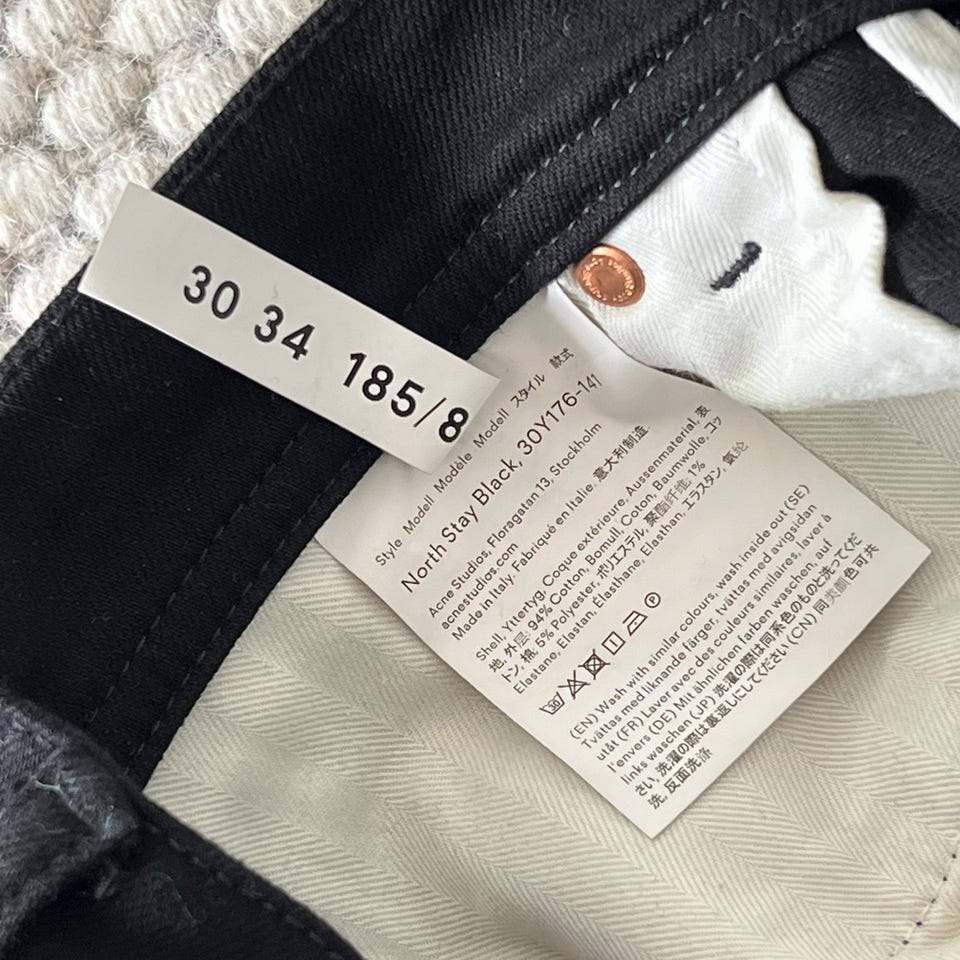 30 34 185/8
Style Modell Modèle Modell スタイル 款式
North Stay Black, 30Y176-141
Acne Studios, Floragatan 13, Stockholm
acnestudios.com
Made in Italy. Fabriqué en Italie. 意大利制造.
Shell, Yttertyg, Coque extérieure, Aussenmaterial, 表
地, 外层: 94% Cotton, Bomull, Coton, Baumwolle, コッ
トン, 棉. 5% Polyester, ポリエステル, 聚酯纤维. 1%
Elastane, Elastan, Élasthane, Elasthan, エラスタン, 氨纶
30°
P
(EN) Wash with similar colours, wash inside out (SE)
Tvättas med liknande färger, tvättas med avigsidan
utåt (FR) Laver avec des couleurs similaires, laver à
l'envers (DE) Mit ähnlichen farben waschen, auf
links waschen (JP) 洗濯の際は同系色のものと洗ってくだ
さい, 洗濯の際は裏返しにしてください (CN) 同类颜色可共
洗, 反面洗涤